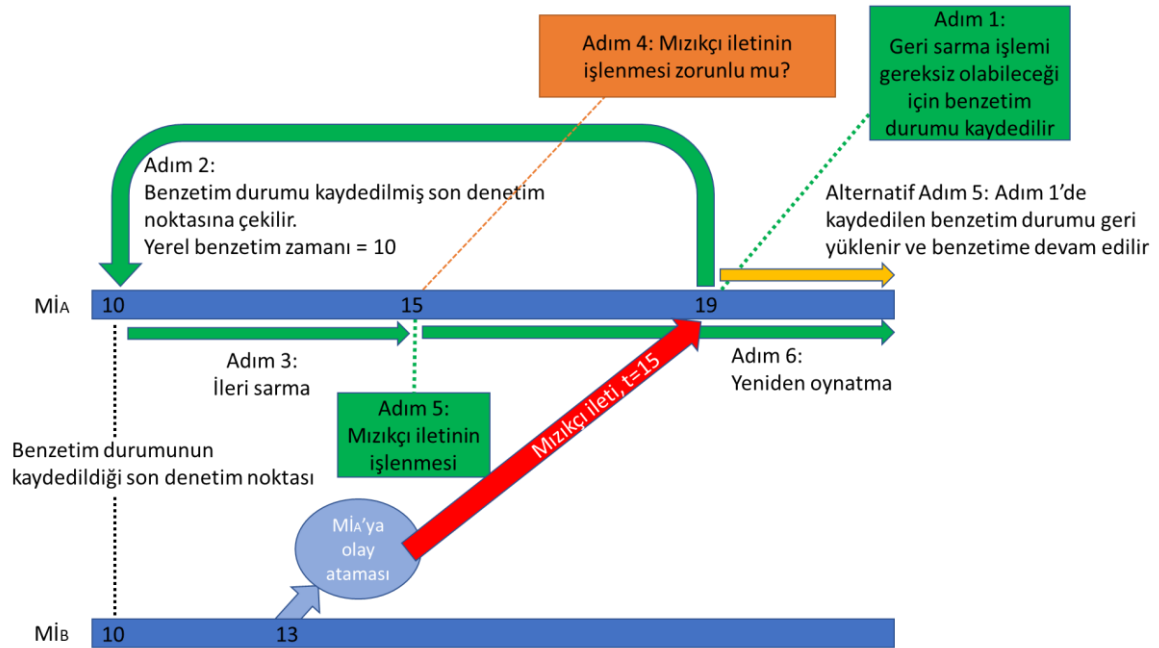 Adım 4: Mızıkçı iletinin
işlenmesi zorunlu mu?
Adım 1:
Geri sarma işlemi
gereksiz olabileceği
için benzetim
durumu kaydedilir
Adım 2:
Benzetim durumu kaydedilmiş son denetim
noktasına çekilir.
Yerel benzetim zamanı = 10
Alternatif Adım 5: Adım 1’de
kaydedilen benzetim durumu geri
yüklenir ve benzetime devam edilir
MİA
10
15
19
Adım 3:
İleri sarma
Adım 6:
Yeniden oynatma
Adım 5:
Mızıkçı iletinin
işlenmesi
Mızıkçı ileti, t=15
Benzetim durumunun
kaydedildiği son denetim noktası
MİA’ya
olay
ataması
MİB
10
13